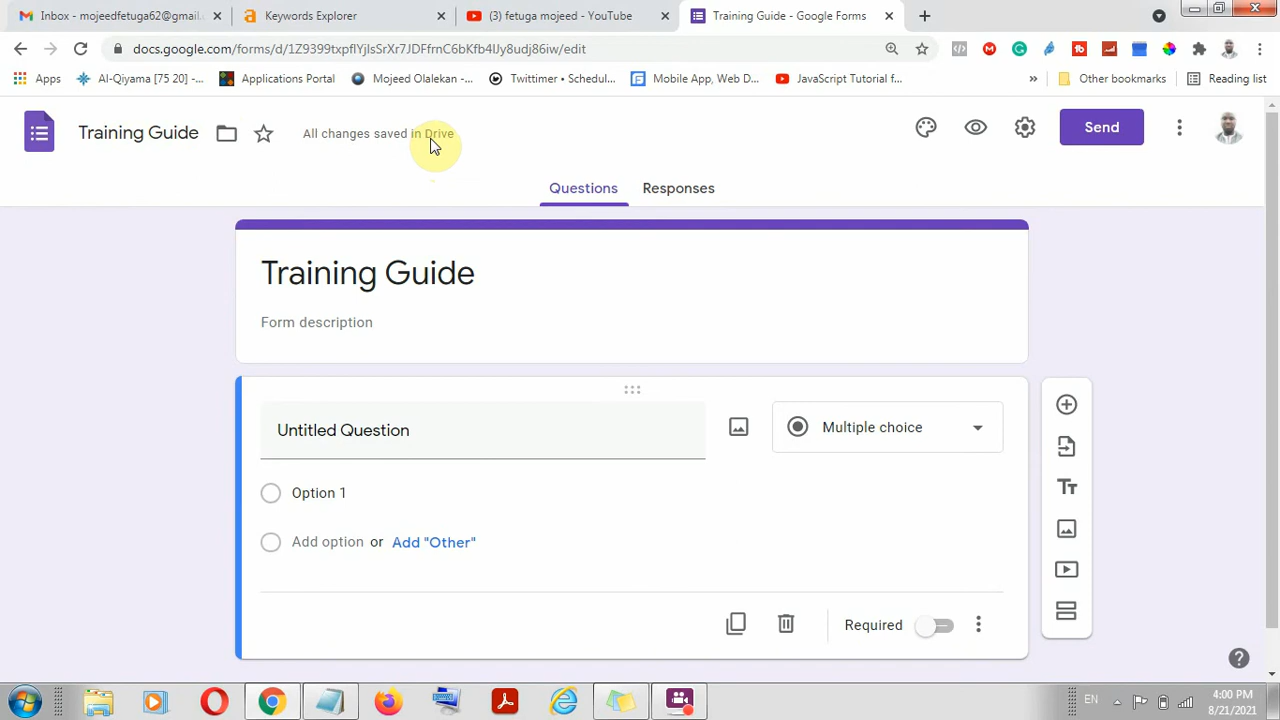 Inbox - mojeedfetuga62@gmail.c
Keywords Explorer
(3) fetuga mojeed - YouTube
Training Guide - Google Forms
docs.google.com/forms/d/1Z9399txpflYjIsSrXr7JDFfmC6bKfb4lJy8udj86iw/edit
Apps
Al-Qiyama [75 20] -...
Applications Portal
Mojeed Olalekan -...
Twittimer • Schedul...
Mobile App, Web D...
JavaScript Tutorial f...
»
Other bookmarks
Reading list
Training Guide
All changes saved in Drive
Send
Questions
Responses
Training Guide
Form description
Untitled Question
Multiple choice
Option 1
Add option or Add "Other"
Required
EN
4:00 PM
8/21/2021